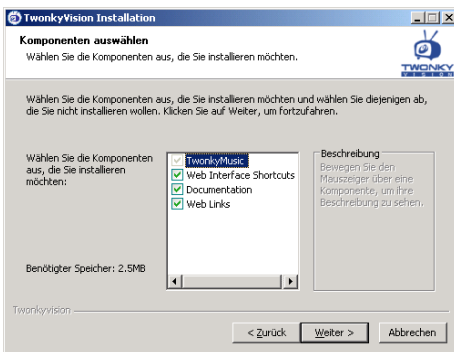 TwonkyVision Installation
Komponenten auswählen
Wählen Sie die Komponenten aus, die Sie installieren möchten.
TWONKY
VISION
Wählen Sie die Komponenten aus, die Sie installieren möchten und wählen Sie diejenigen ab,
die Sie nicht installieren wollen. Klicken Sie auf Weiter, um fortzufahren.
Wählen Sie die Komponenten
aus, die Sie installieren
möchten:
TwonkyMusic
Web Interface Shortcuts
Documentation
Web Links
Beschreibung
Bewegen Sie den
Mauszeiger über eine
Komponente, um ihre
Beschreibung zu sehen.
Benötigter Speicher: 2.5MB
Twonkyvision
< Zurück
Weiter >
Abbrechen